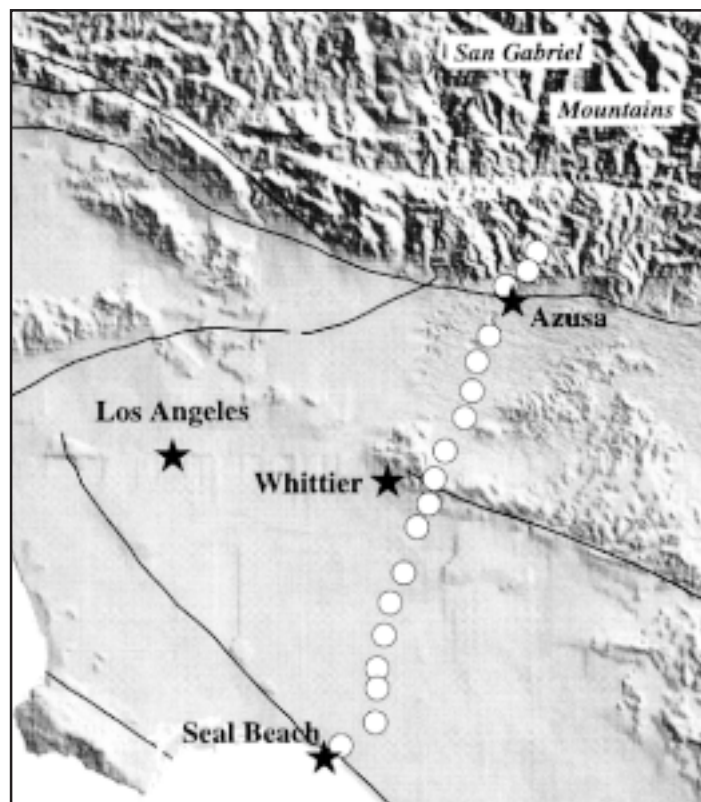 San Gabriel
Mountains
Azusa
Los Angeles
Whittier
Seal Beach